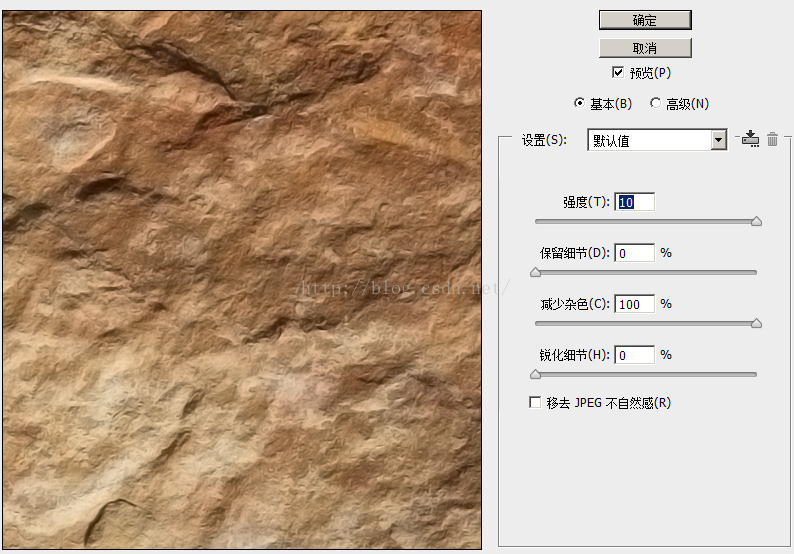 确定
取消
预览(P)
基本(B) 高级(N)
设置(S): 默认值
强度(T): 10
保留细节(D): 0 %
http://blog.csdn.net/
减少杂色(C): 100 %
锐化细节(H): 0 %
移去 JPEG 不自然感(R)